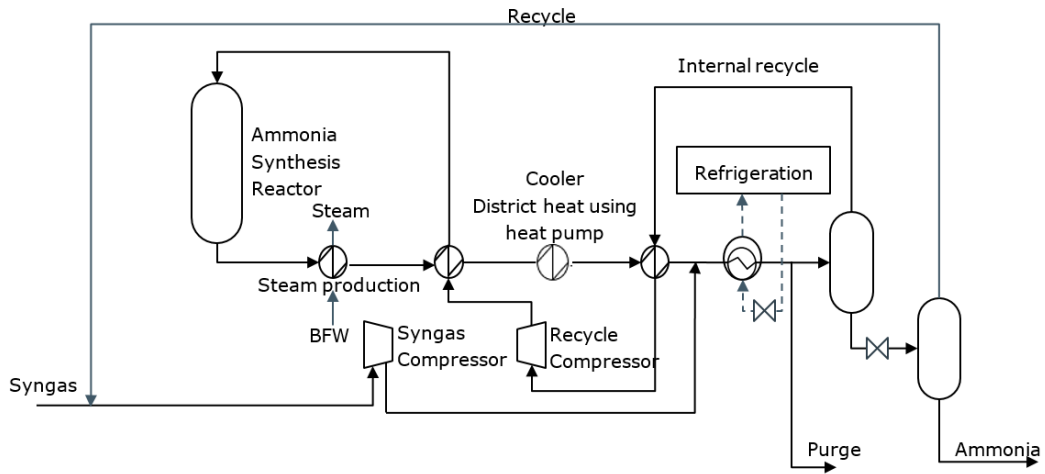 Recycle
Internal recycle
Ammonia
Synthesis
Reactor
Refrigeration
Cooler
District heat using
heat pump
Steam
Steam production
BFW
Syngas
Compressor
Recycle
Compressor
Syngas
Purge
Ammonia